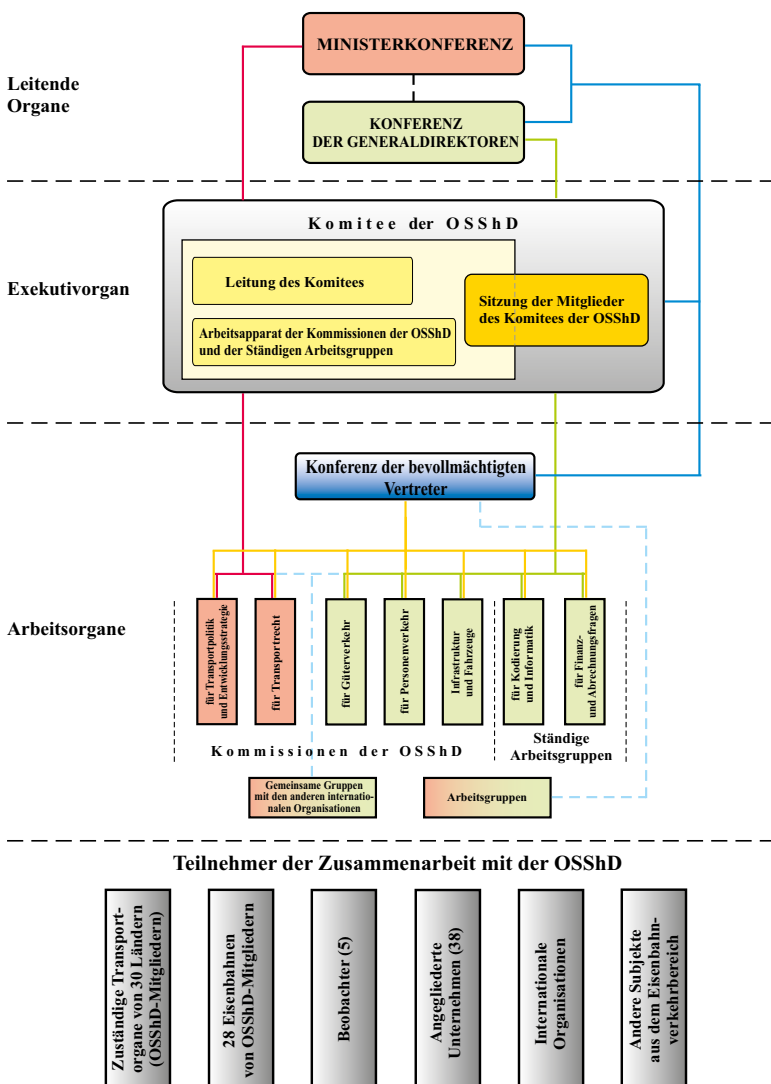 MINISTERKONFERENZ
Leitende
Organe
KONFERENZ
DER GENERALDIREKTOREN
Komitee der OSShD
Exekutivorgan
Leitung des Komitees
Sitzung der Mitglieder
des Komitees der OSShD
Arbeitsapparat der Kommissionen der OSShD
und der Ständigen Arbeitsgruppen
Konferenz der bevollmächtigten
Vertreter
Arbeitsorgane
für Transportpolitik
und Entwicklungsstrategie
für Transportrecht
für Güterverkehr
für Personenverkehr
Infrastruktur
und Fahrzeuge
für Kodierung
und Informatik
für Finanz-
und Abrechnungsfragen
Kommissionen der OSShD
Ständige
Arbeitsgruppen
Gemeinsame Gruppen
mit den anderen internatio-
nalen Organisationen
Arbeitsgruppen
Teilnehmer der Zusammenarbeit mit der OSShD
Zuständige Transport-
organe von 30 Ländern
(OSShD-Mitgliedern)
28 Eisenbahnen
von OSShD-Mitgliedern
Beobachter (5)
Angegliederte
Unternehmen (38)
Internationale
Organisationen
Andere Subjekte
aus dem Eisenbahn-
verkehrbereich